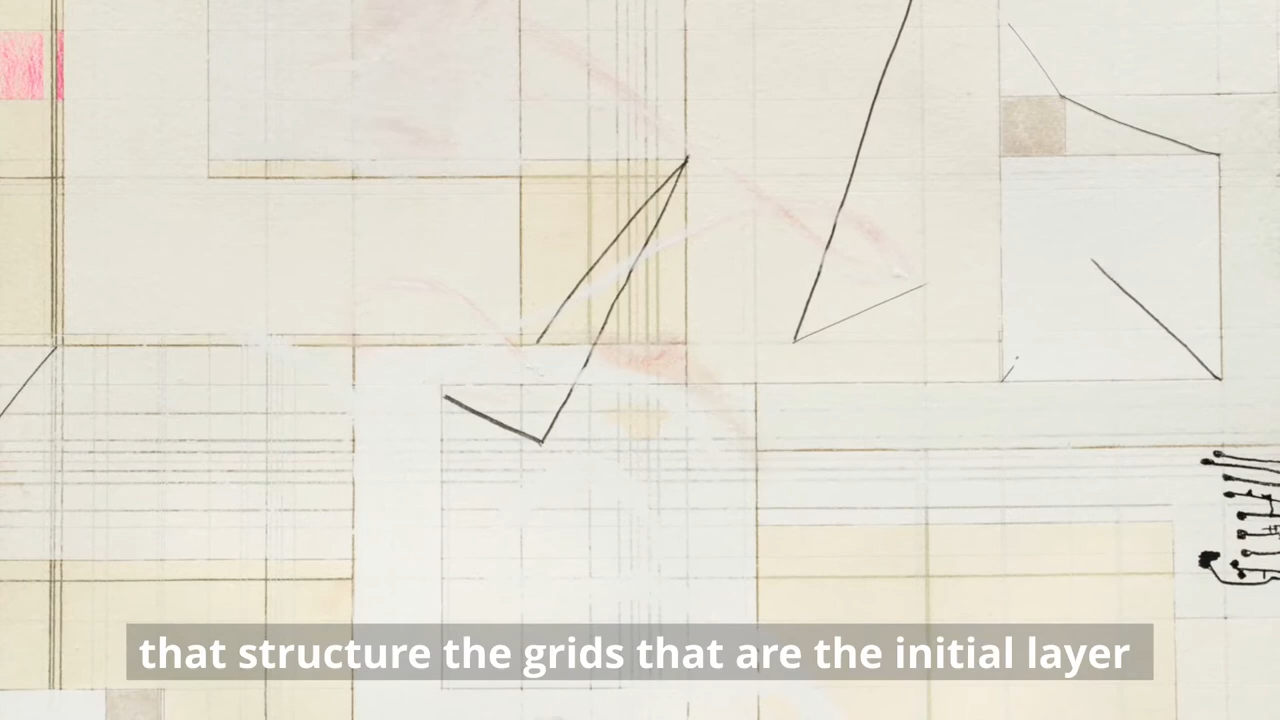 that structure the grids that are the initial layer